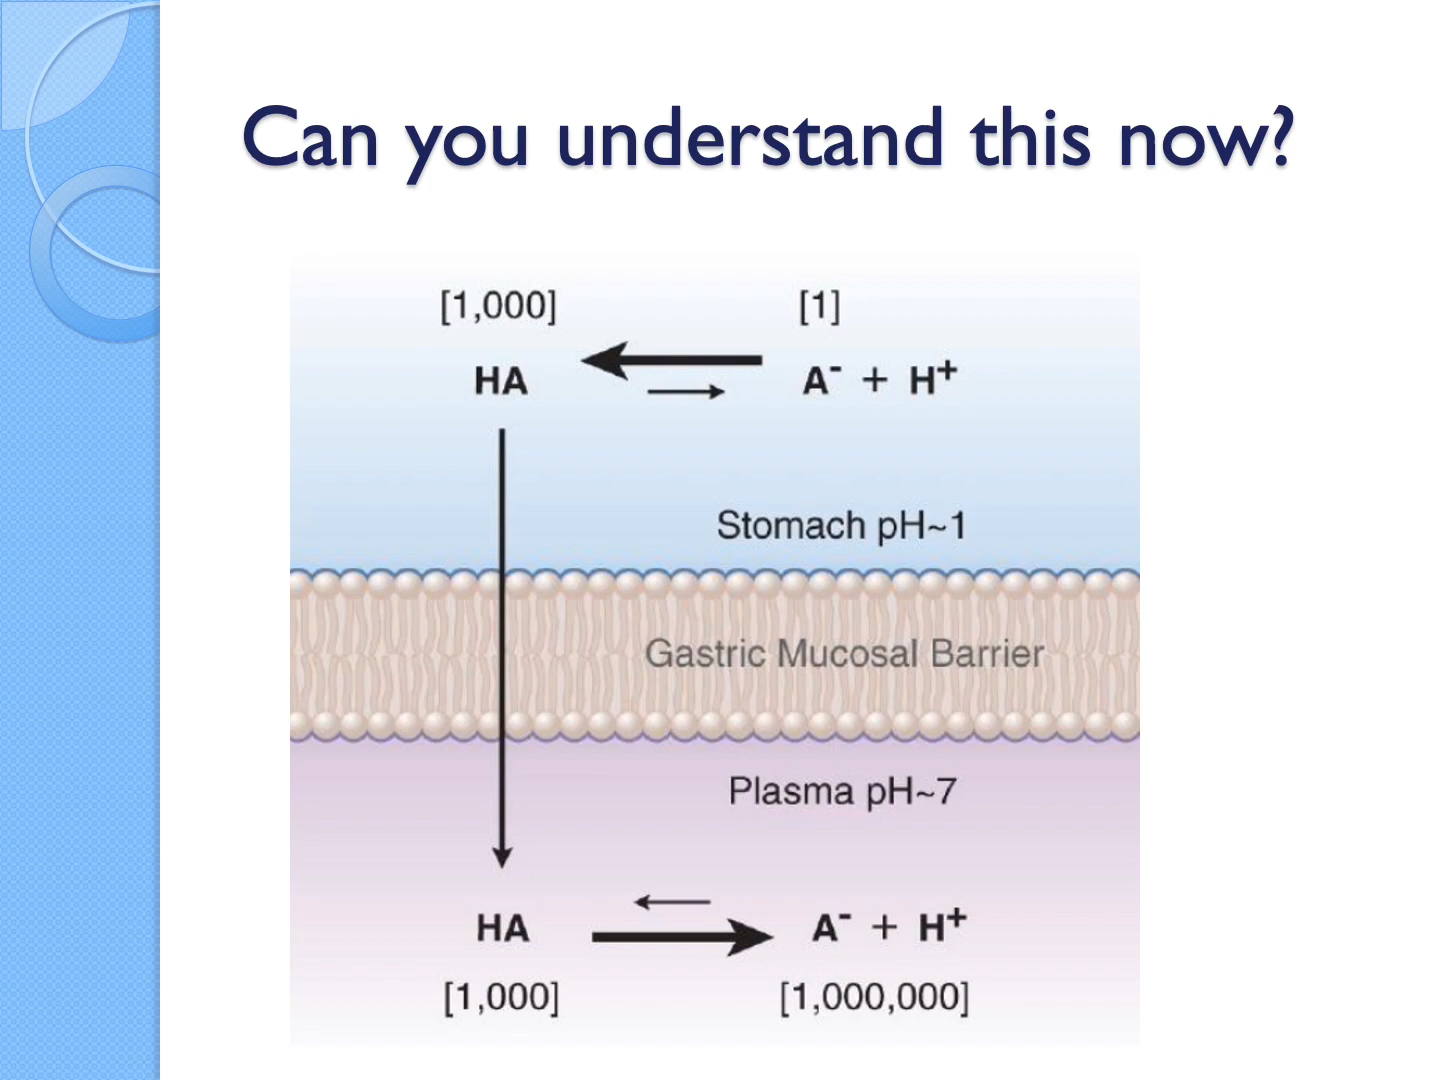 Can you understand this now?
[1,000] [1]
HA A⁻ + H⁺
Stomach pH~1
Gastric Mucosal Barrier
Plasma pH~7
HA A⁻ + H⁺
[1,000] [1,000,000]